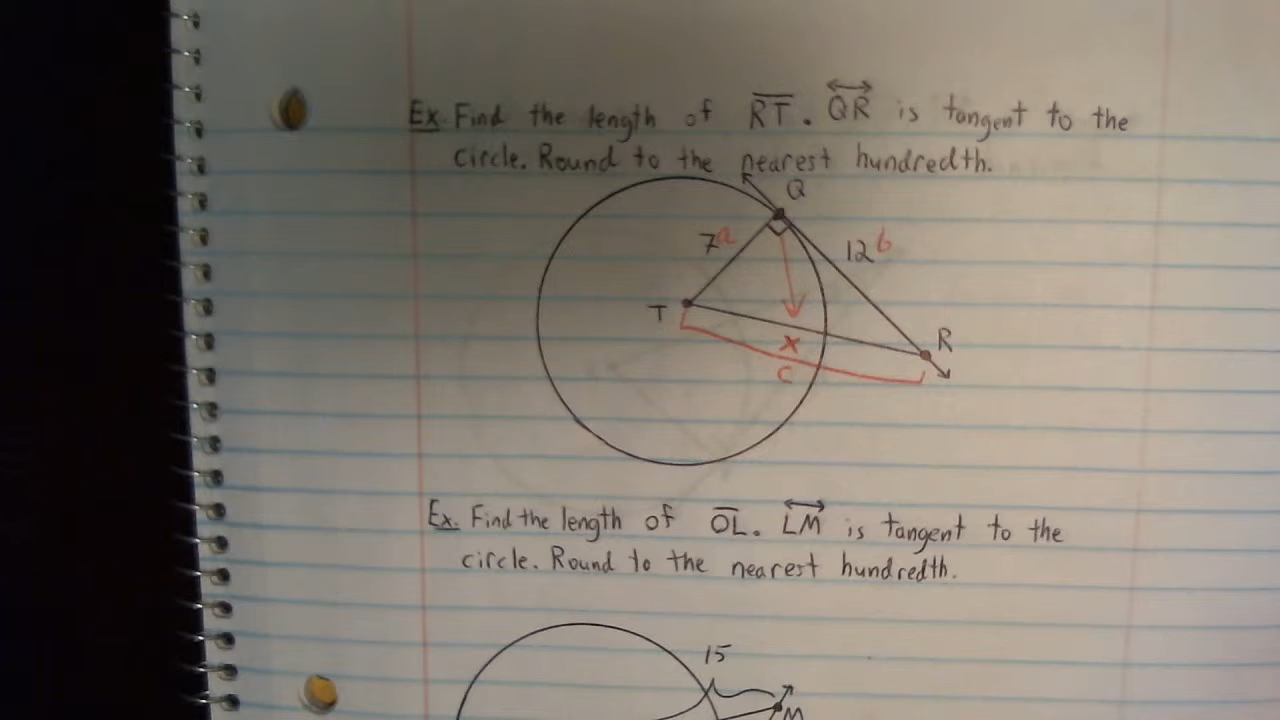 Ex. Find the length of RT. QR is tangent to the
circle. Round to the nearest hundredth.
Q
7 a
12 b
T
R
x
c
Ex. Find the length of OL. LM is tangent to the
circle. Round to the nearest hundredth.
15
M